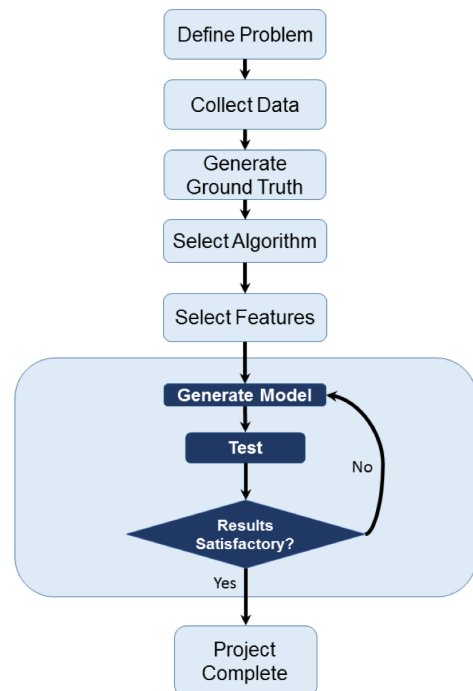 Define Problem
Collect Data
Generate
Ground Truth
Select Algorithm
Select Features
Generate Model
Test
No
Results
Satisfactory?
Yes
Project
Complete